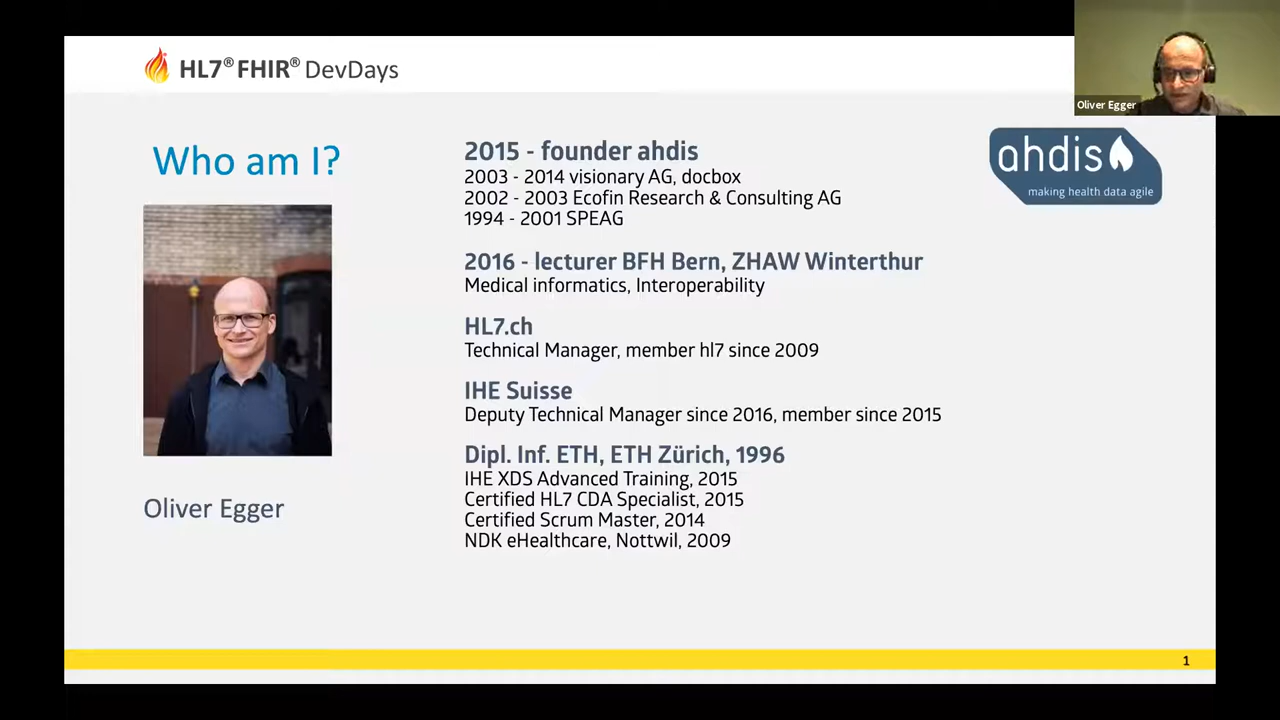 HL7® FHIR® DevDays
Oliver Egger
Who am I?
2015 - founder ahdis
2003 - 2014 visionary AG, docbox
2002 - 2003 Ecofin Research & Consulting AG
1994 - 2001 SPEAG
ahdis
making health data agile
2016 - lecturer BFH Bern, ZHAW Winterthur
Medical informatics, Interoperability
HL7.ch
Technical Manager, member hl7 since 2009
IHE Suisse
Deputy Technical Manager since 2016, member since 2015
Dipl. Inf. ETH, ETH Zürich, 1996
IHE XDS Advanced Training, 2015
Certified HL7 CDA Specialist, 2015
Certified Scrum Master, 2014
NDK eHealthcare, Nottwil, 2009
Oliver Egger
1